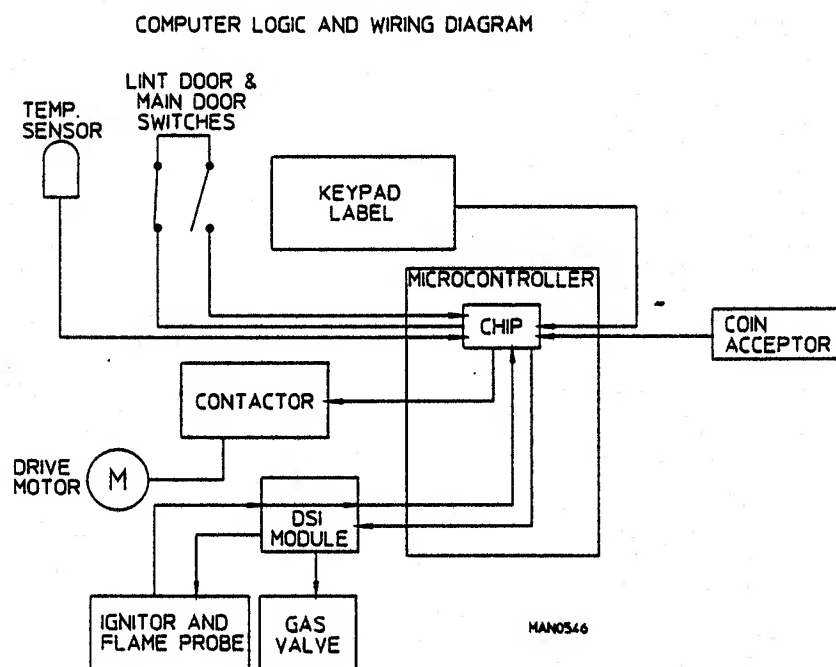 COMPUTER LOGIC AND WIRING DIAGRAM
LINT DOOR &
MAIN DOOR
SWITCHES
TEMP.
SENSOR
KEYPAD
LABEL
MICROCONTROLLER
CHIP
COIN
ACCEPTOR
CONTACTOR
DRIVE
MOTOR
M
DSI
MODULE
IGNITOR AND
FLAME PROBE
GAS
VALVE
MAN0546